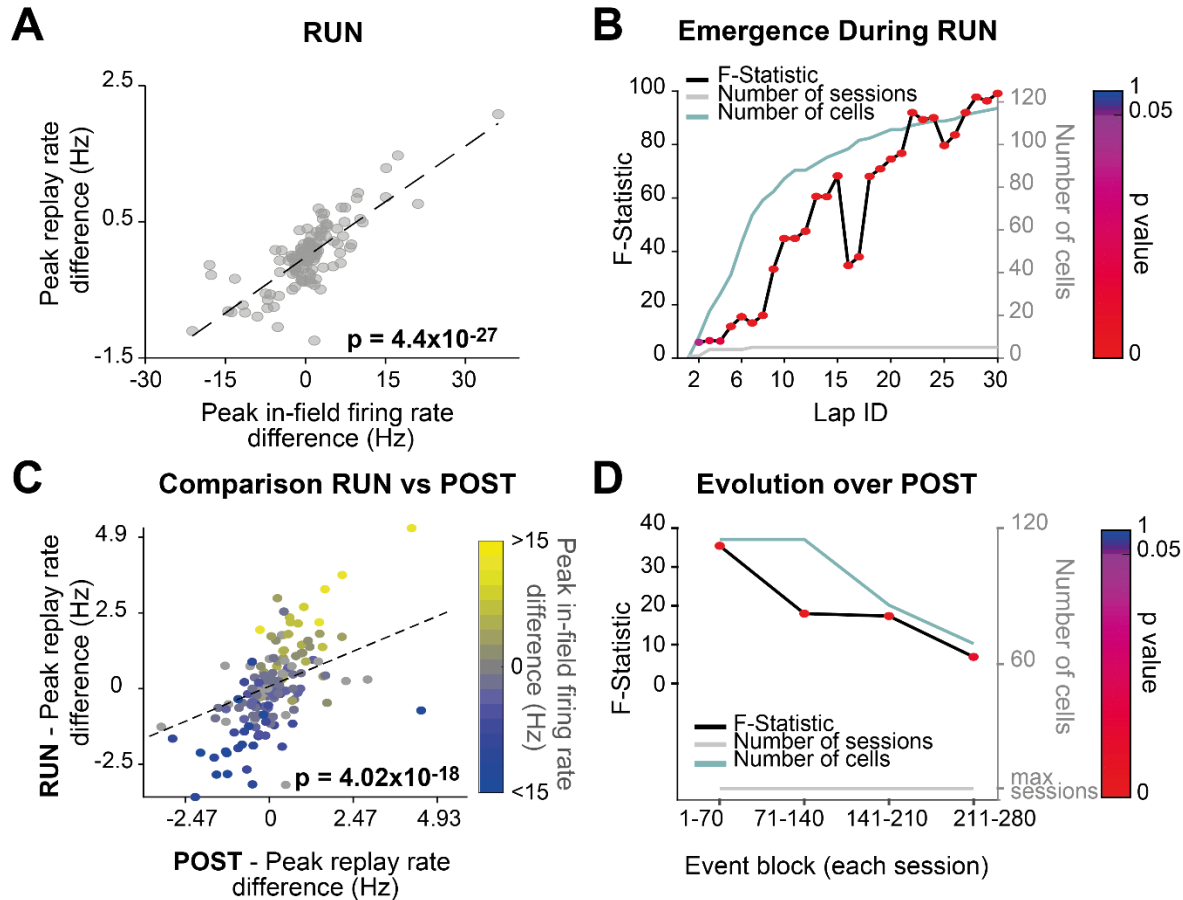 A
RUN
Peak replay rate
difference (Hz)
2.5
0.5
-1.5
p = 4.4x10-27
-30 -15 0 15 30
Peak in-field firing rate
difference (Hz)
B
Emergence During RUN
F-Statistic
Number of sessions
Number of cells
F-Statistic
100
80
60
40
20
0
120
100
80
60
40
20
0
Number of cells
2 6 10 15 20 25 30
Lap ID
1
0.05
0
p value
C
Comparison RUN vs POST
RUN - Peak replay rate
difference (Hz)
4.9
2.5
0
-2.5
p = 4.02x10-18
-2.47 0 2.47 4.93
POST - Peak replay rate
difference (Hz)
>15
0
<15
Peak in-field firing rate
difference (Hz)
D
Evolution over POST
F-Statistic
40
30
20
10
0
F-Statistic
Number of sessions
Number of cells
120
60
max
sessions
Number of cells
1-70 71-140 141-210 211-280
Event block (each session)
1
0.05
0
p value